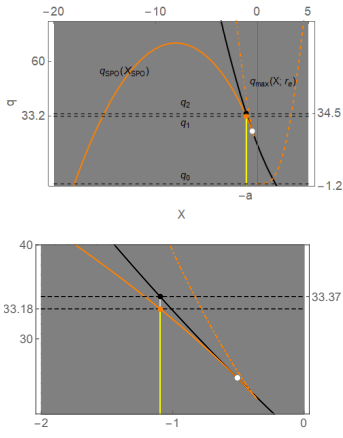 −20 −10 0 5
60
q_SPO(X_SPO)
q_max(X; r_e)
q_2
33.2 34.5
q_1
q
q_0
−1.2
−a
X
40
33.37
33.18
30
−2 −1 0